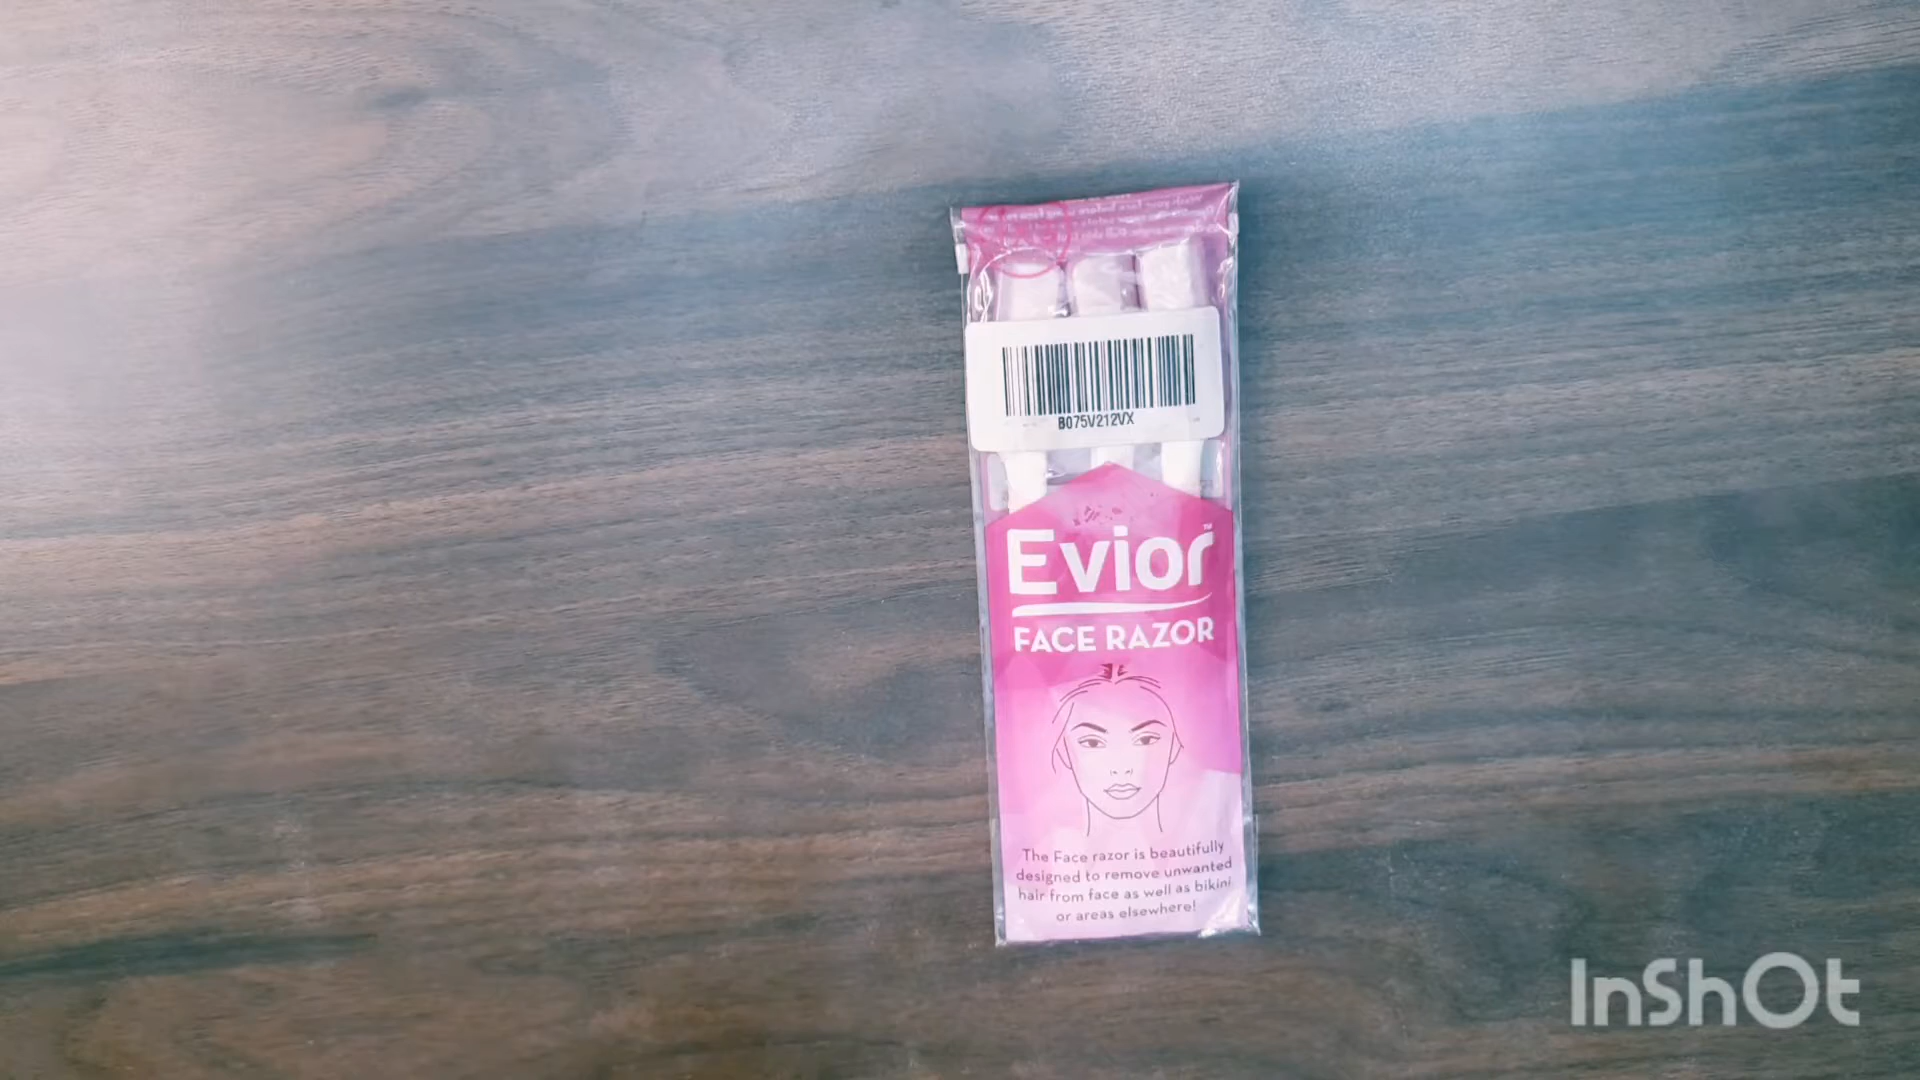 B075V212VX
Evior™
FACE RAZOR
The Face razor is beautifully
designed to remove unwanted
hair from face as well as bikini
or areas elsewhere!
InShOt